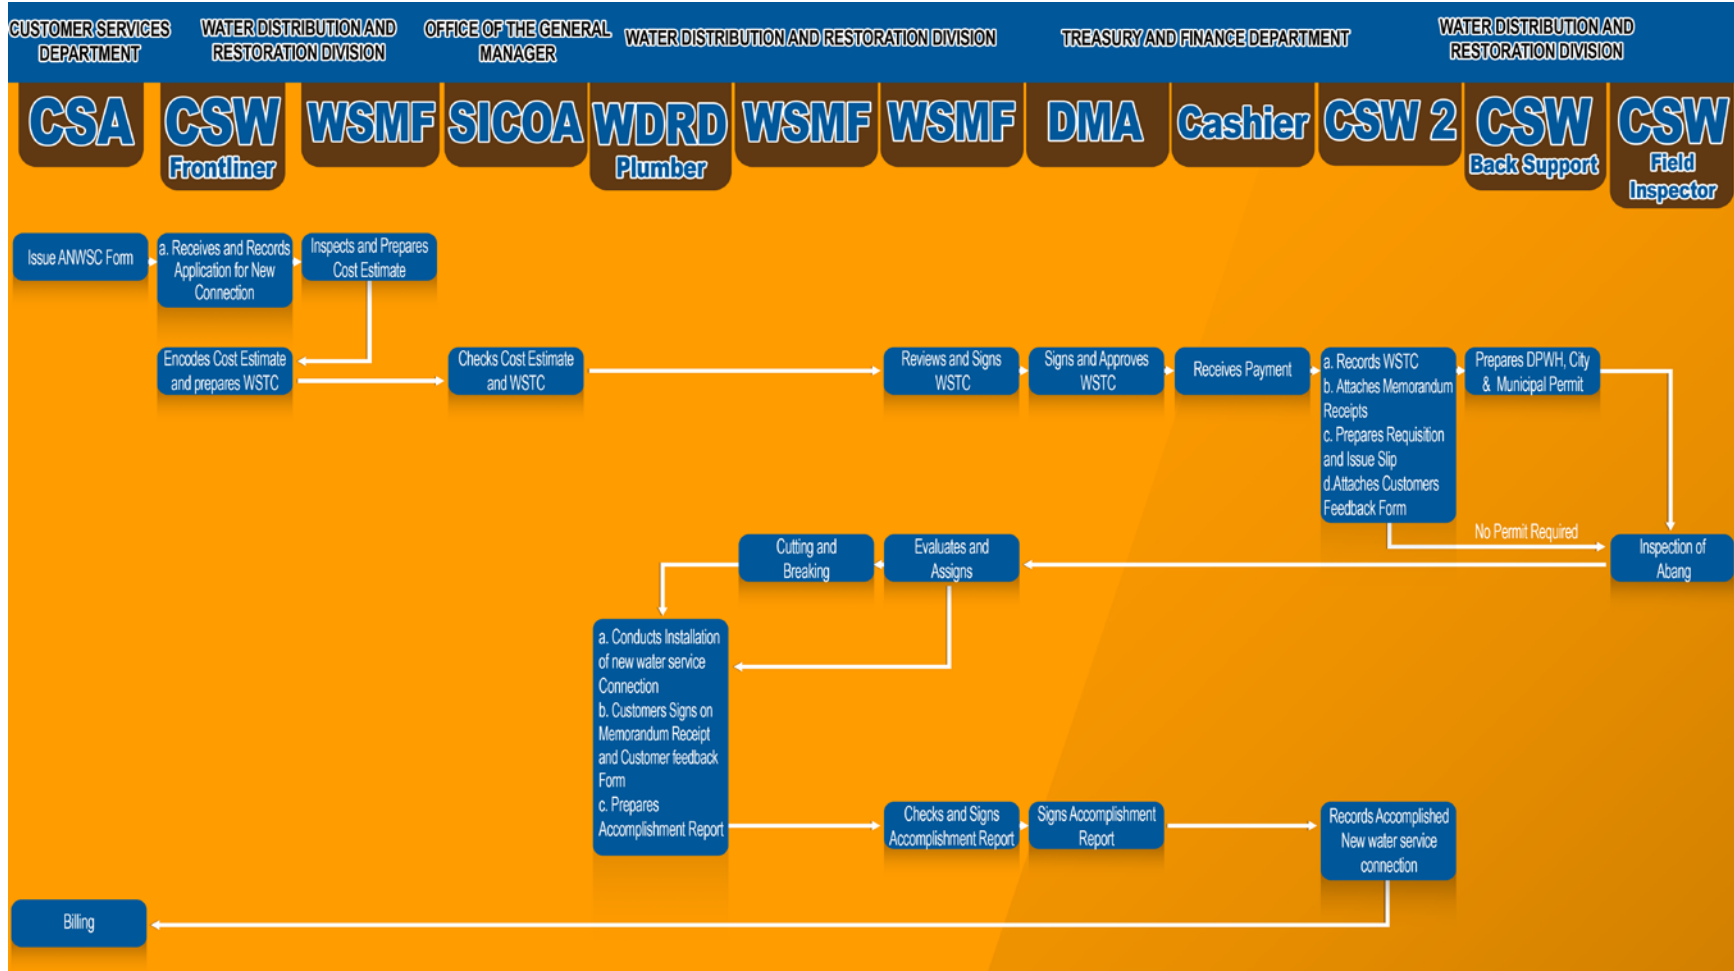 CUSTOMER SERVICES
DEPARTMENT
WATER DISTRIBUTION AND
RESTORATION DIVISION
OFFICE OF THE GENERAL
MANAGER
WATER DISTRIBUTION AND RESTORATION DIVISION
TREASURY AND FINANCE DEPARTMENT
WATER DISTRIBUTION AND
RESTORATION DIVISION
CSA
CSW
Frontliner
WSMF
SICOA
WDRD
Plumber
WSMF
WSMF
DMA
Cashier
CSW 2
CSW
Back Support
CSW
Field
Inspector
Issue ANWSC Form
a. Receives and Records
Application for New
Connection
Inspects and Prepares
Cost Estimate
Encodes Cost Estimate
and prepares WSTC
Checks Cost Estimate
and WSTC
Reviews and Signs
WSTC
Signs and Approves
WSTC
Receives Payment
a. Records WSTC
b. Attaches Memorandum
Receipts
c. Prepares Requisition
and Issue Slip
d.Attaches Customers
Feedback Form
Prepares DPWH, City
& Municipal Permit
No Permit Required
Inspection of
Abang
Evaluates and
Assigns
Cutting and
Breaking
a. Conducts Installation
of new water service
Connection
b. Customers Signs on
Memorandum Receipt
and Customer feedback
Form
c. Prepares
Accomplishment Report
Checks and Signs
Accomplishment Report
Signs Accomplishment
Report
Records Accomplished
New water service
connection
Billing